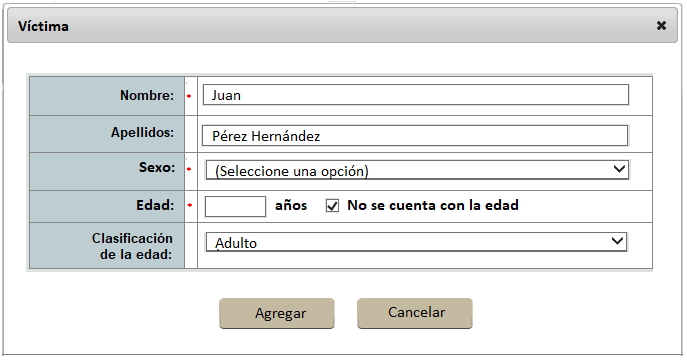 Víctima
Nombre: * Juan
Apellidos: Pérez Hernández
Sexo: * (Seleccione una opción)
Edad: * años No se cuenta con la edad
Clasificación
de la edad: Adulto
Agregar Cancelar